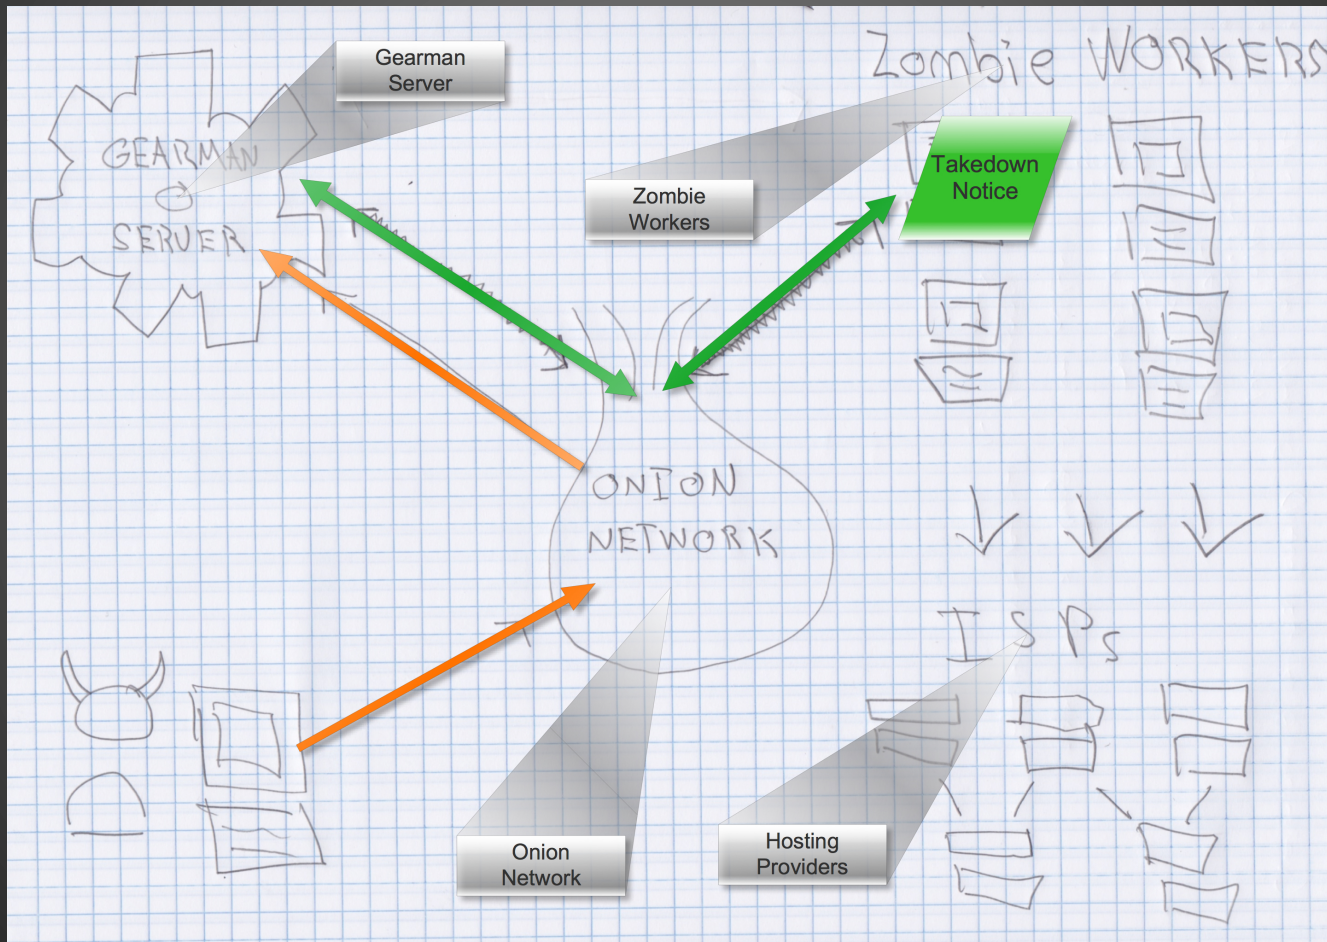 Gearman
Server
Zombie WORKERS
GEARMAN
SERVER
Zombie
Workers
Takedown
Notice
ONION
NETWORK
ISPs
Onion
Network
Hosting
Providers